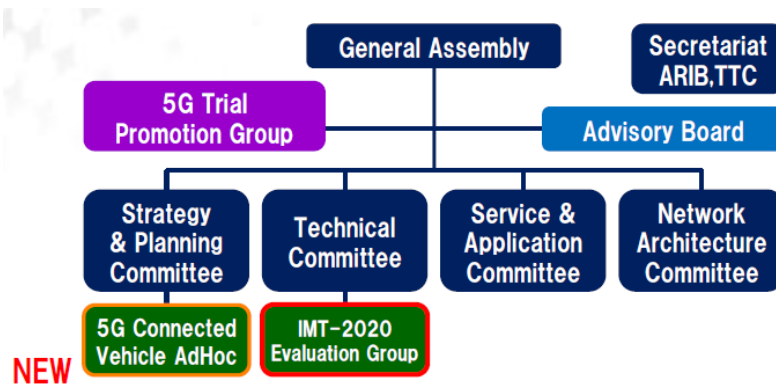 General Assembly
Secretariat
ARIB,TTC
5G Trial
Promotion Group
Advisory Board
Strategy
& Planning
Committee
Technical
Committee
Service &
Application
Committee
Network
Architecture
Committee
5G Connected
Vehicle AdHoc
IMT-2020
Evaluation Group
NEW